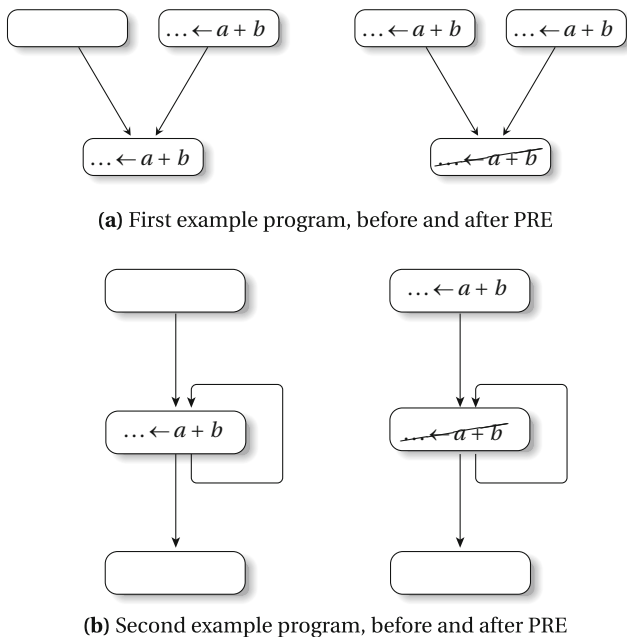 … ← a + b
… ← a + b
… ← a + b
… ← a + b
… ← a + b
(a) First example program, before and after PRE
… ← a + b
… ← a + b
… ← a + b
(b) Second example program, before and after PRE